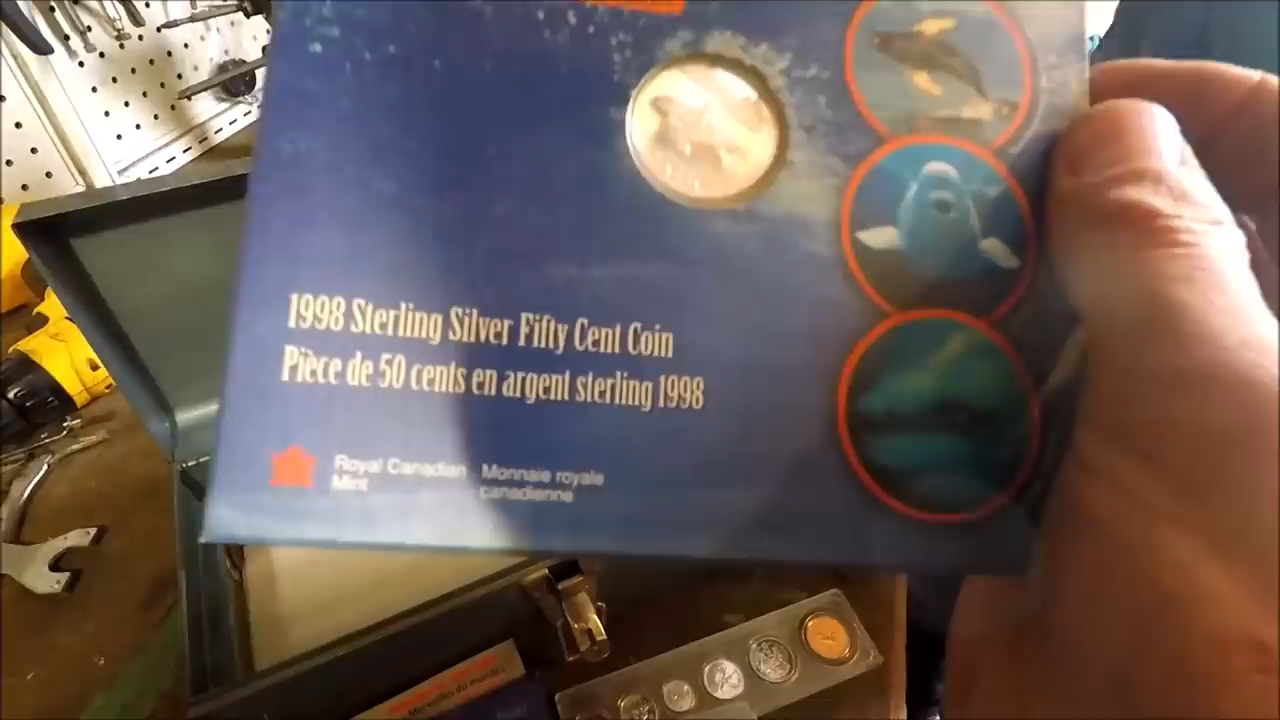 1998 Sterling Silver Fifty Cent Coin
Pièce de 50 cents en argent sterling 1998
Royal Canadian
Mint
Monnaie royale
canadienne
Merveilles du monde